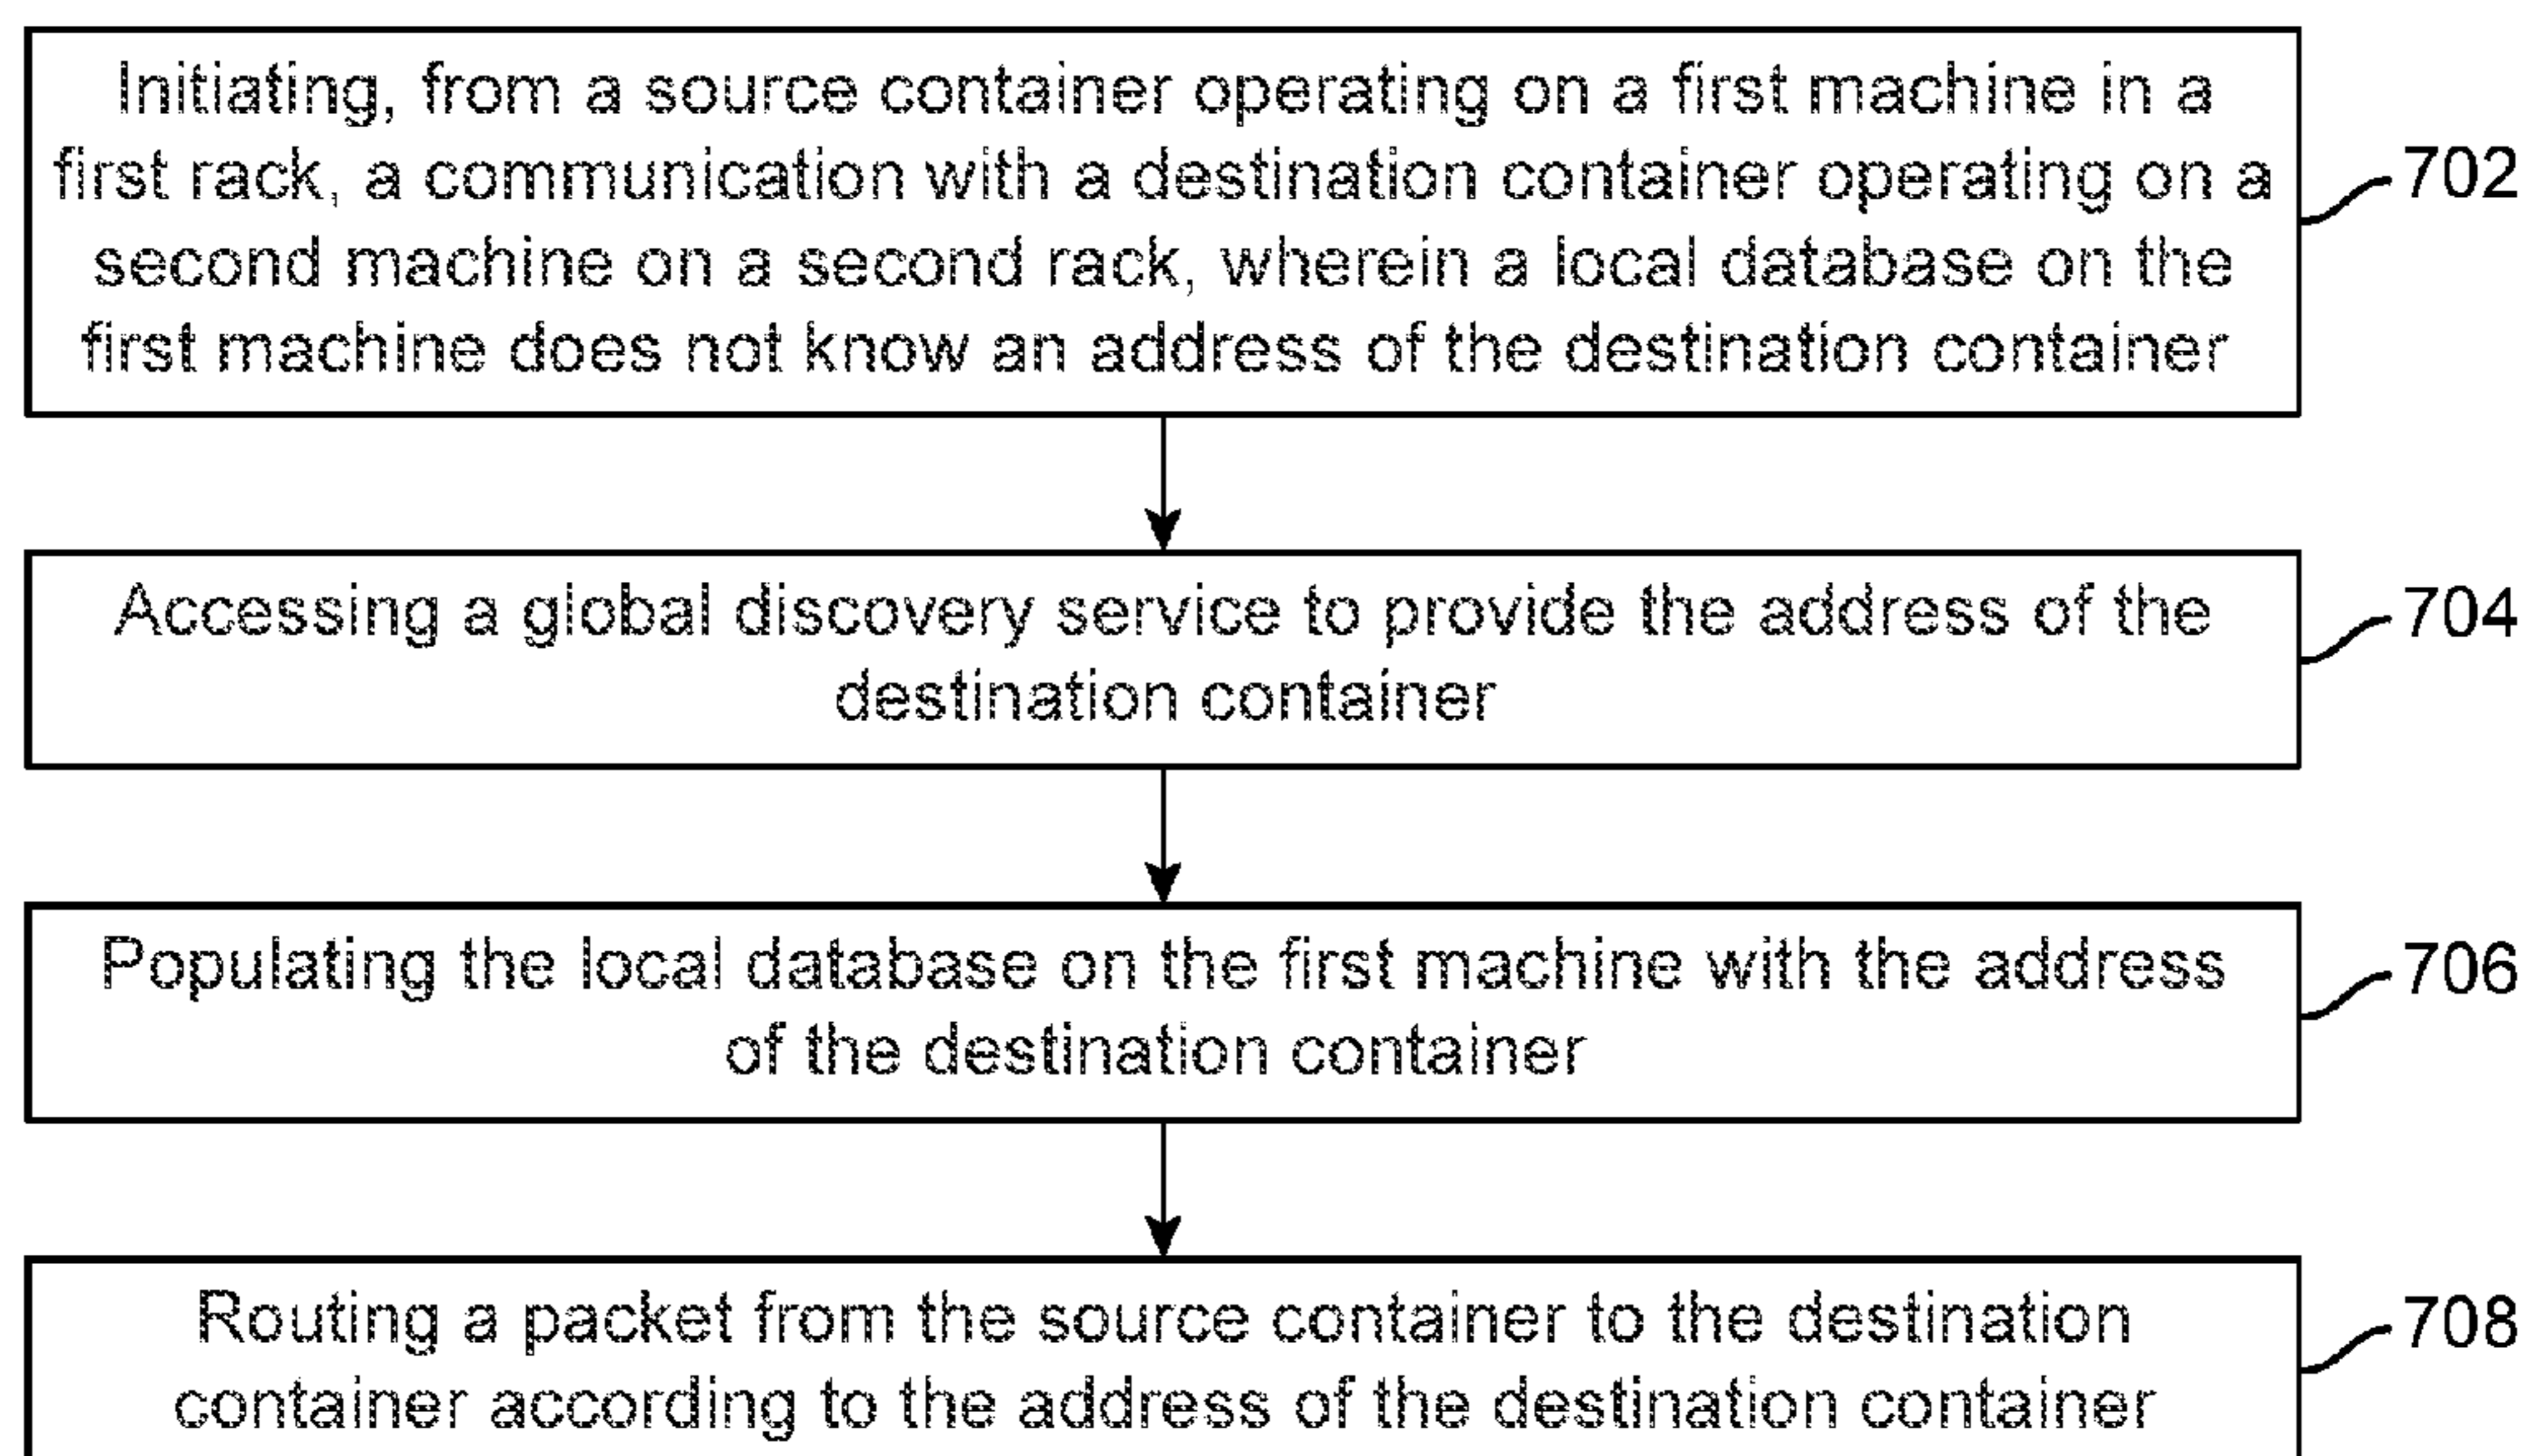 Initiating, from a source container operating on a first machine in a
first rack, a communication with a destination container operating on a
second machine on a second rack, wherein a local database on the
first machine does not know an address of the destination container
702
Accessing a global discovery service to provide the address of the
destination container
704
Populating the local database on the first machine with the address
of the destination container
706
Routing a packet from the source container to the destination
container according to the address of the destination container
708